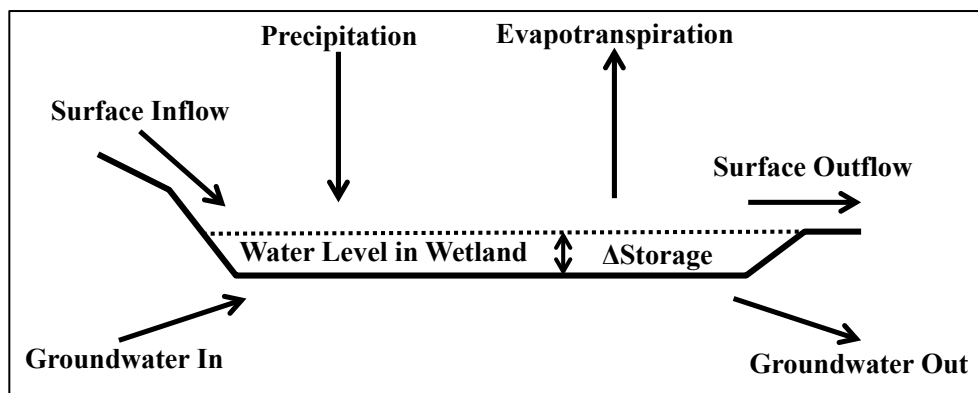 Precipitation
Evapotranspiration
Surface Inflow
Surface Outflow
Water Level in Wetland
ΔStorage
Groundwater In
Groundwater Out